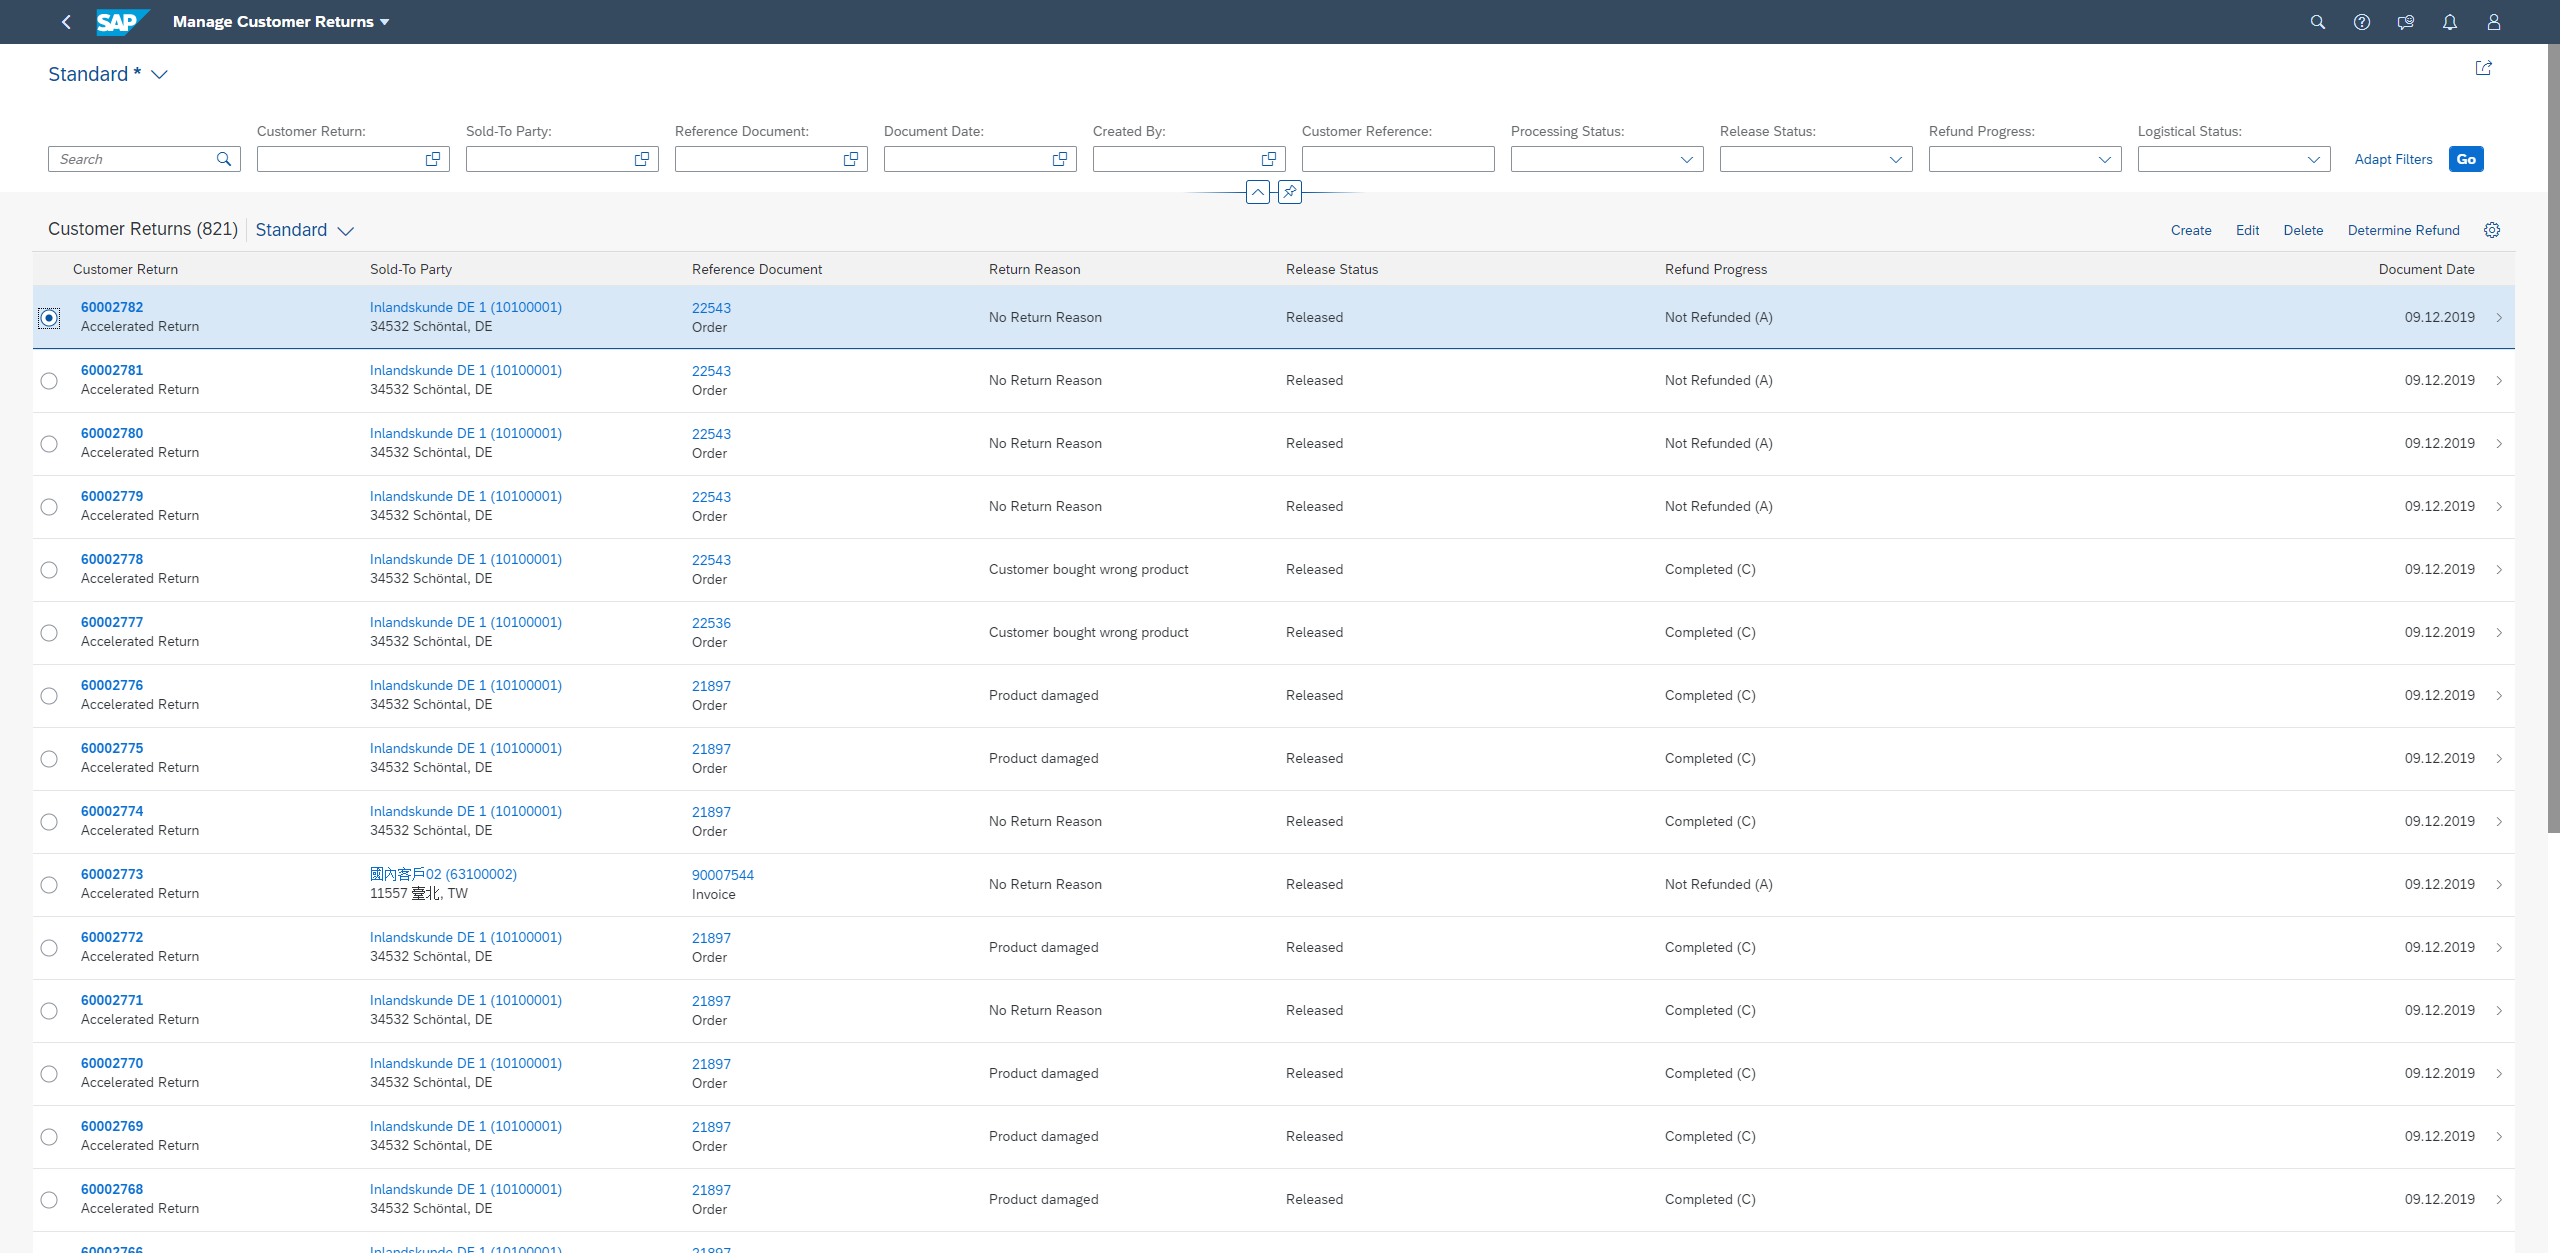 SAP Manage Customer Returns
Standard *
Customer Return: Sold-To Party: Reference Document: Document Date: Created By: Customer Reference: Processing Status: Release Status: Refund Progress: Logistical Status:
Search Adapt Filters Go
Customer Returns (821) Standard Create Edit Delete Determine Refund
Customer Return Sold-To Party Reference Document Return Reason Release Status Refund Progress Document Date
60002782 Inlandskunde DE 1 (10100001) 22543 No Return Reason Released Not Refunded (A) 09.12.2019
Accelerated Return 34532 Schöntal, DE Order
60002781 Inlandskunde DE 1 (10100001) 22543 No Return Reason Released Not Refunded (A) 09.12.2019
Accelerated Return 34532 Schöntal, DE Order
60002780 Inlandskunde DE 1 (10100001) 22543 No Return Reason Released Not Refunded (A) 09.12.2019
Accelerated Return 34532 Schöntal, DE Order
60002779 Inlandskunde DE 1 (10100001) 22543 No Return Reason Released Not Refunded (A) 09.12.2019
Accelerated Return 34532 Schöntal, DE Order
60002778 Inlandskunde DE 1 (10100001) 22543 Customer bought wrong product Released Completed (C) 09.12.2019
Accelerated Return 34532 Schöntal, DE Order
60002777 Inlandskunde DE 1 (10100001) 22536 Customer bought wrong product Released Completed (C) 09.12.2019
Accelerated Return 34532 Schöntal, DE Order
60002776 Inlandskunde DE 1 (10100001) 21897 Product damaged Released Completed (C) 09.12.2019
Accelerated Return 34532 Schöntal, DE Order
60002775 Inlandskunde DE 1 (10100001) 21897 Product damaged Released Completed (C) 09.12.2019
Accelerated Return 34532 Schöntal, DE Order
60002774 Inlandskunde DE 1 (10100001) 21897 No Return Reason Released Completed (C) 09.12.2019
Accelerated Return 34532 Schöntal, DE Order
60002773 國內客戶02 (63100002) 90007544 No Return Reason Released Not Refunded (A) 09.12.2019
Accelerated Return 11557 臺北, TW Invoice
60002772 Inlandskunde DE 1 (10100001) 21897 Product damaged Released Completed (C) 09.12.2019
Accelerated Return 34532 Schöntal, DE Order
60002771 Inlandskunde DE 1 (10100001) 21897 No Return Reason Released Completed (C) 09.12.2019
Accelerated Return 34532 Schöntal, DE Order
60002770 Inlandskunde DE 1 (10100001) 21897 Product damaged Released Completed (C) 09.12.2019
Accelerated Return 34532 Schöntal, DE Order
60002769 Inlandskunde DE 1 (10100001) 21897 Product damaged Released Completed (C) 09.12.2019
Accelerated Return 34532 Schöntal, DE Order
60002768 Inlandskunde DE 1 (10100001) 21897 Product damaged Released Completed (C) 09.12.2019
Accelerated Return 34532 Schöntal, DE Order
60002766 Inlandskunde DE 1 (10100001) 21897